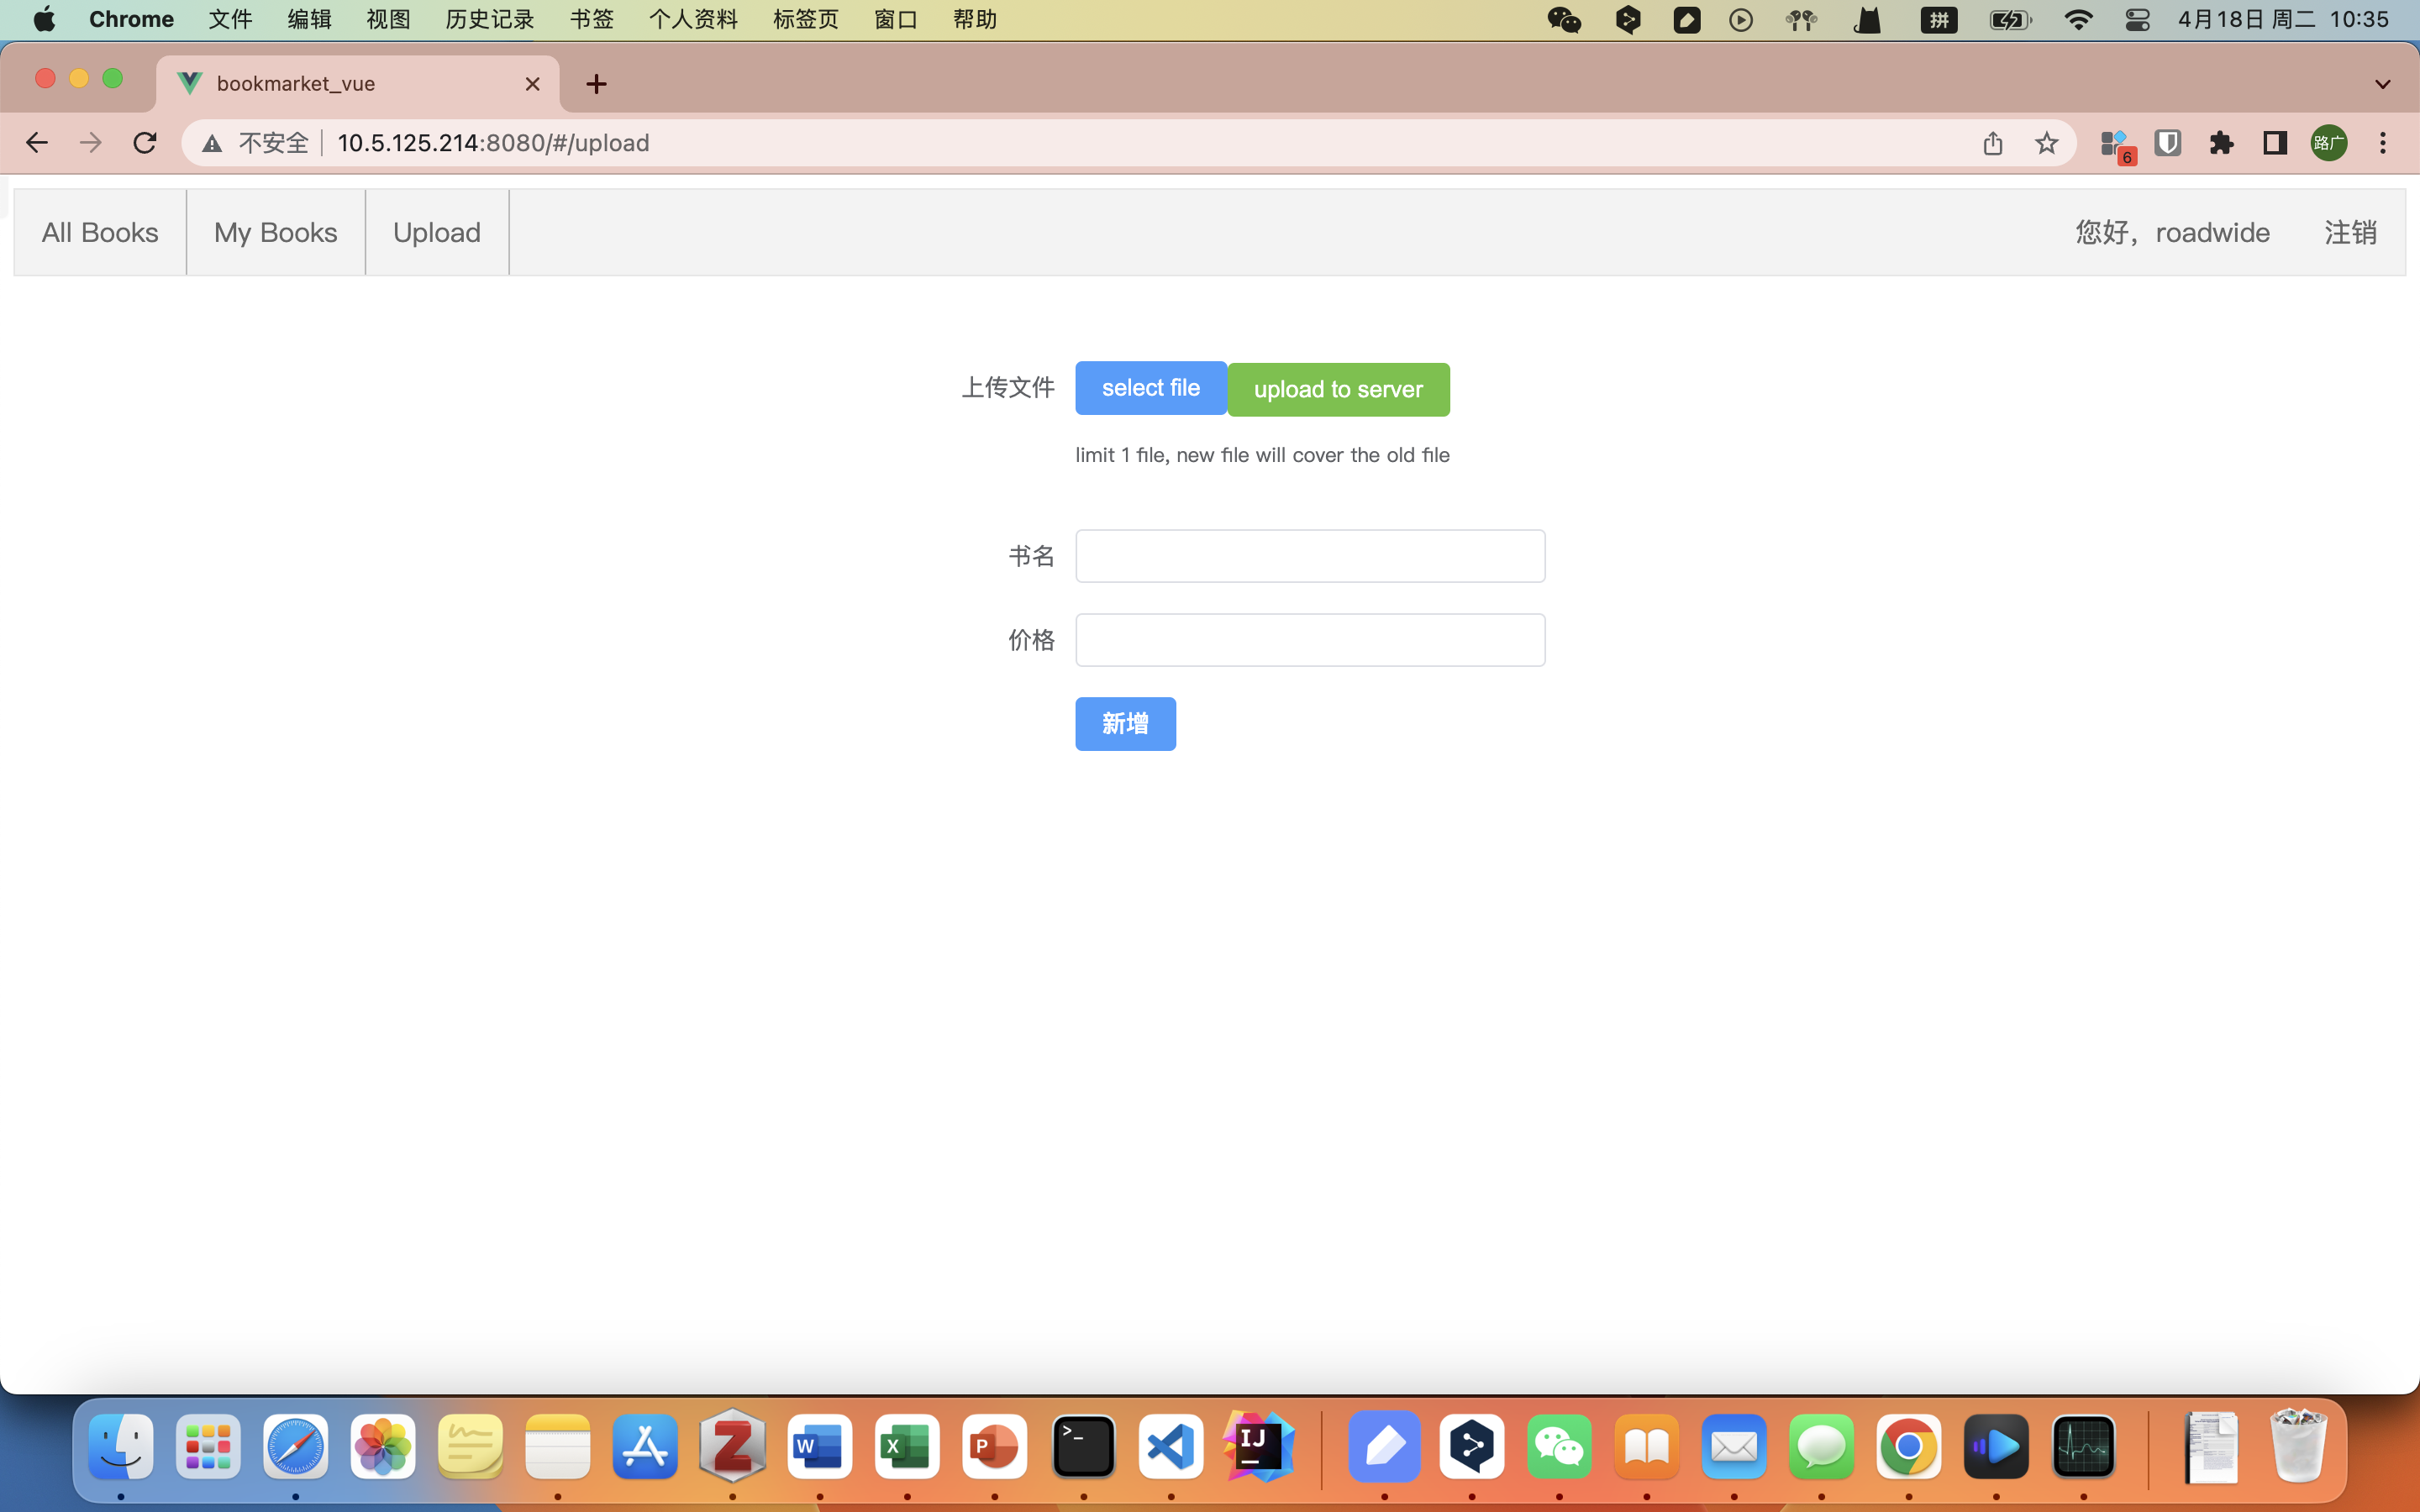 Chrome 文件 编辑 视图 历史记录 书签 个人资料 标签页 窗口 帮助 拼 4月18日 周二 10:35
bookmarket_vue
不安全 10.5.125.214:8080/#/upload 6 路广
All Books My Books Upload 您好，roadwide 注销
上传文件 select file upload to server
limit 1 file, new file will cover the old file
书名
价格
新增
Z W X P >_ IJ